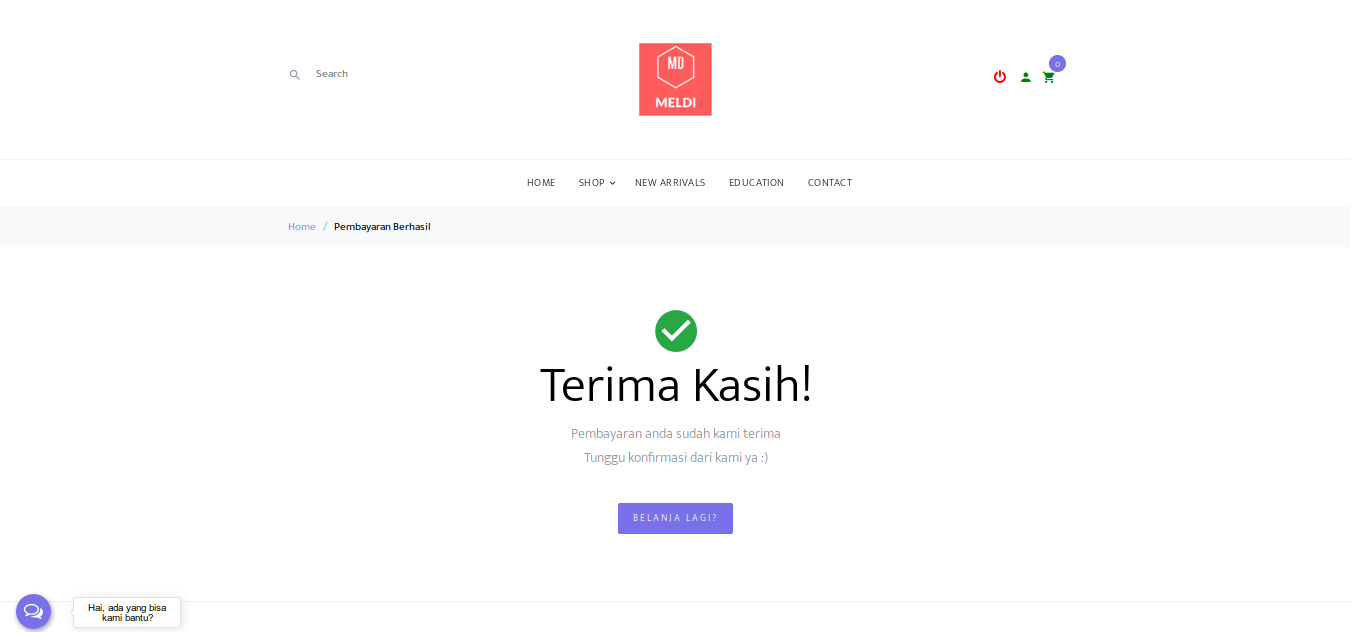 Search
MD
MELDI
0
HOME SHOP NEW ARRIVALS EDUCATION CONTACT
Home / Pembayaran Berhasil
Terima Kasih!
Pembayaran anda sudah kami terima
Tunggu konfirmasi dari kami ya :)
BELANJA LAGI?
Hai, ada yang bisa
kami bantu?